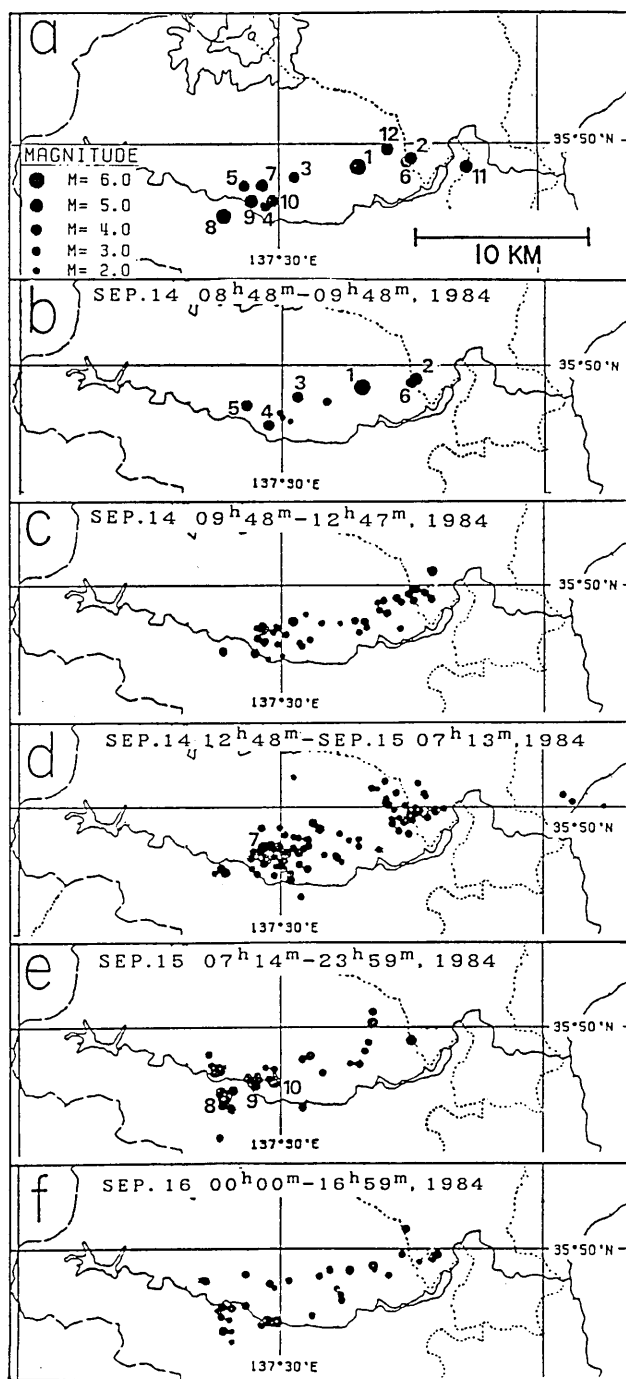 a
12
2
35°50'N
1
MAGNITUDE
5 7 3
6
11
M= 6.0
10
M= 5.0
9 4
8
M= 4.0
M= 3.0
10 KM
M= 2.0
137°30'E
b
SEP.14 08h48m-09h48m, 1984
35°50'N
1 2
3
6
5 4
137°30'E
c
SEP.14 09h48m-12h47m, 1984
35°50'N
137°30'E
d
SEP.14 12h48m-SEP.15 07h13m, 1984
35°50'N
7
137°30'E
e
SEP.15 07h14m-23h59m, 1984
35°50'N
10
8 9
137°30'E
f
SEP.16 00h00m-16h59m, 1984
35°50'N
137°30'E